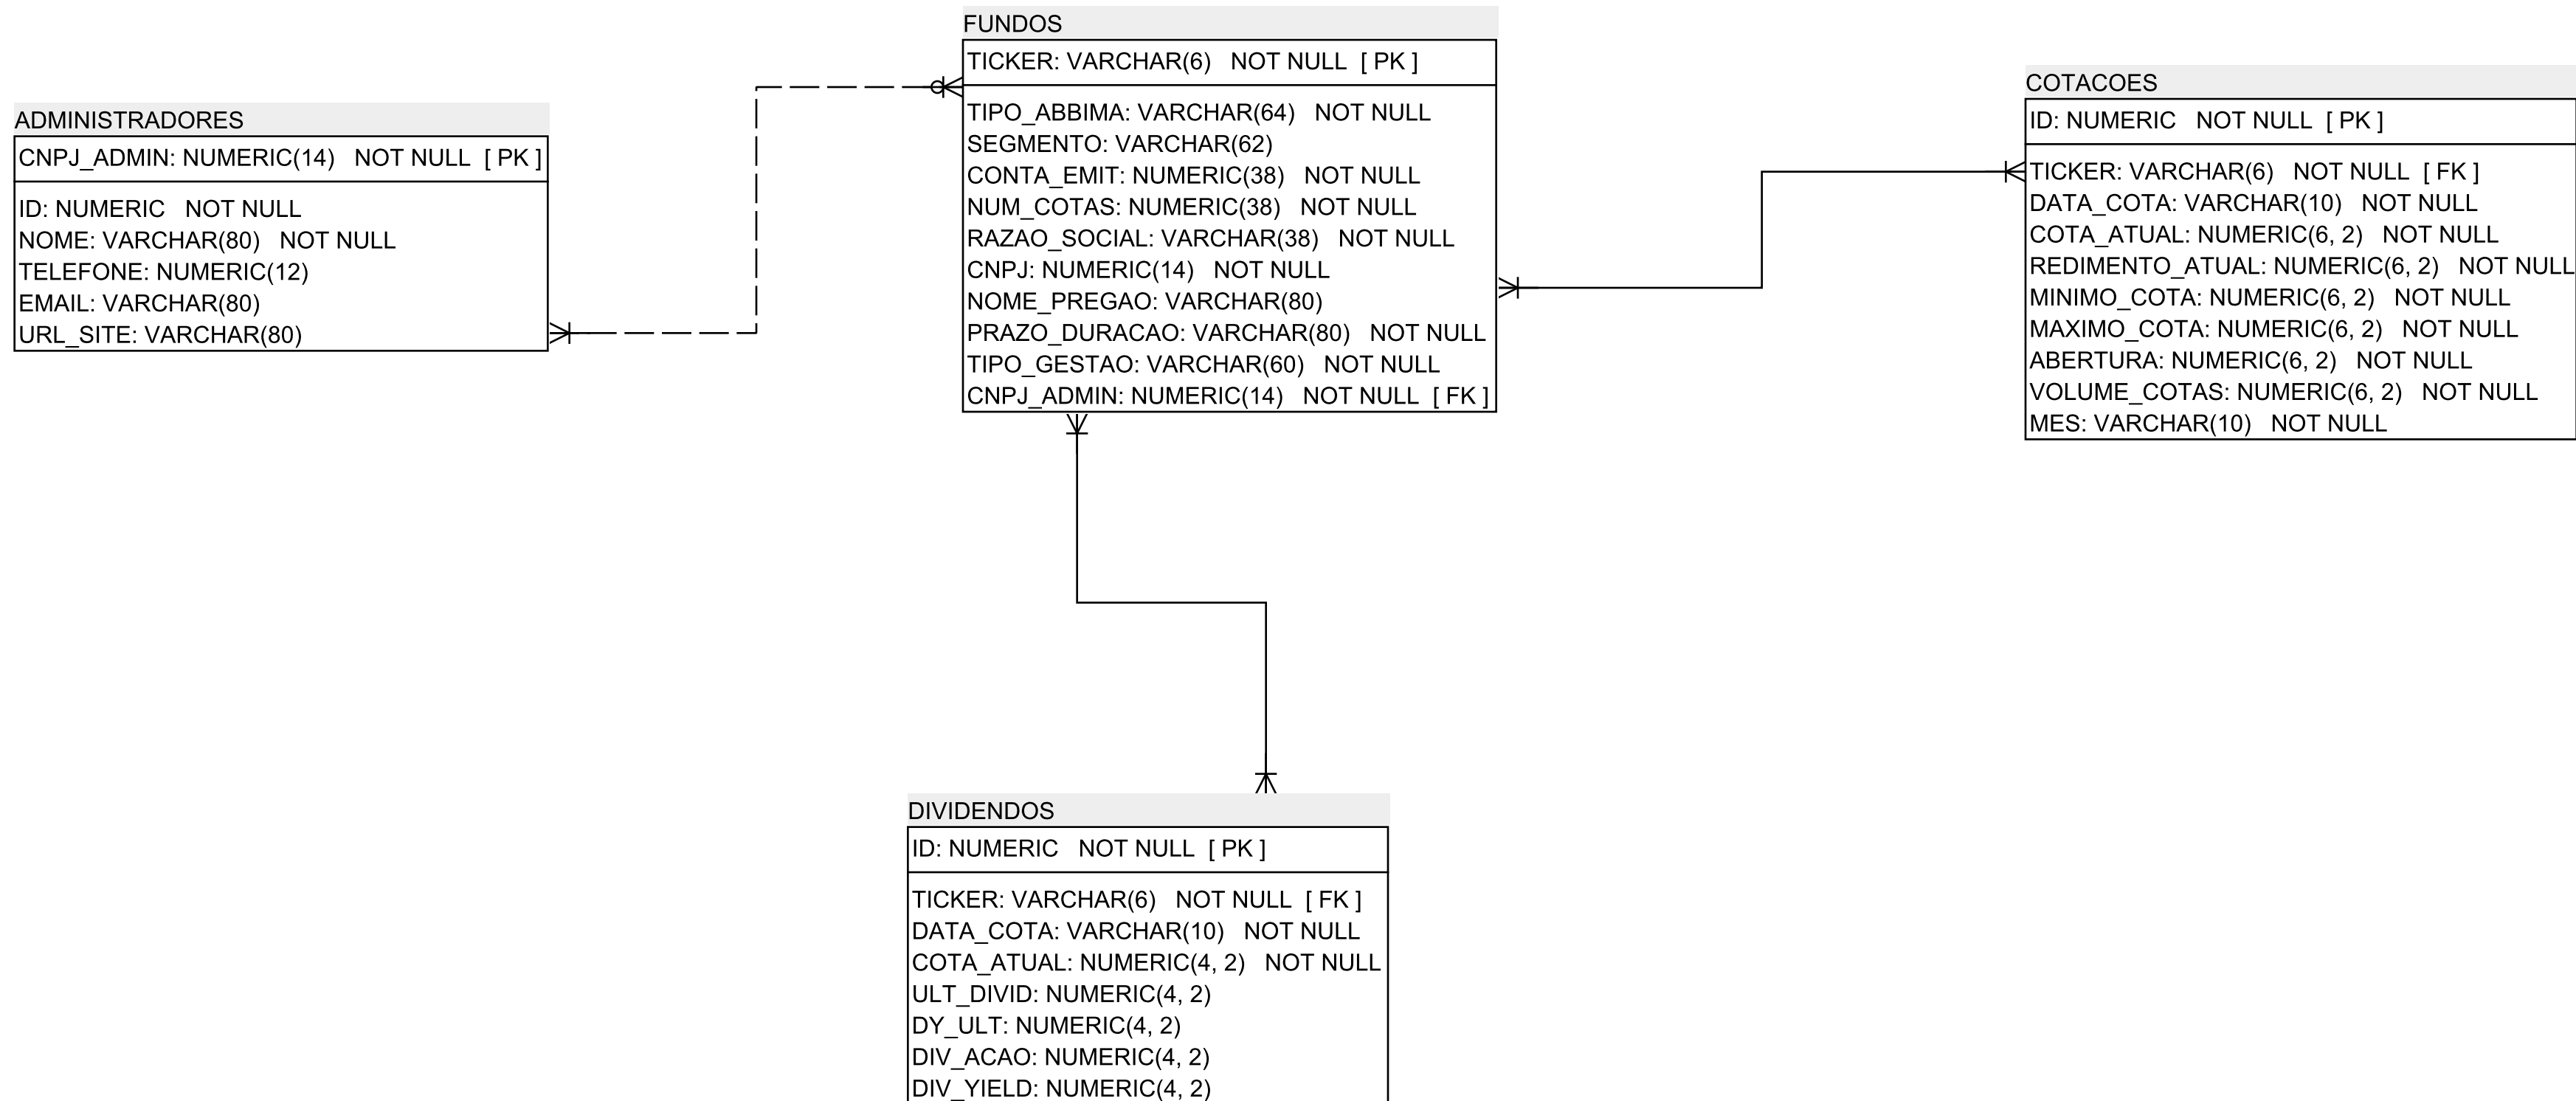 FUNDOS
TICKER: VARCHAR(6) NOT NULL [ PK ]
TIPO_ABBIMA: VARCHAR(64) NOT NULL
SEGMENTO: VARCHAR(62)
CONTA_EMIT: NUMERIC(38) NOT NULL
NUM_COTAS: NUMERIC(38) NOT NULL
RAZAO_SOCIAL: VARCHAR(38) NOT NULL
CNPJ: NUMERIC(14) NOT NULL
NOME_PREGAO: VARCHAR(80)
PRAZO_DURACAO: VARCHAR(80) NOT NULL
TIPO_GESTAO: VARCHAR(60) NOT NULL
CNPJ_ADMIN: NUMERIC(14) NOT NULL [ FK ]
ADMINISTRADORES
CNPJ_ADMIN: NUMERIC(14) NOT NULL [ PK ]
ID: NUMERIC NOT NULL
NOME: VARCHAR(80) NOT NULL
TELEFONE: NUMERIC(12)
EMAIL: VARCHAR(80)
URL_SITE: VARCHAR(80)
COTACOES
ID: NUMERIC NOT NULL [ PK ]
TICKER: VARCHAR(6) NOT NULL [ FK ]
DATA_COTA: VARCHAR(10) NOT NULL
COTA_ATUAL: NUMERIC(6, 2) NOT NULL
REDIMENTO_ATUAL: NUMERIC(6, 2) NOT NULL
MINIMO_COTA: NUMERIC(6, 2) NOT NULL
MAXIMO_COTA: NUMERIC(6, 2) NOT NULL
ABERTURA: NUMERIC(6, 2) NOT NULL
VOLUME_COTAS: NUMERIC(6, 2) NOT NULL
MES: VARCHAR(10) NOT NULL
DIVIDENDOS
ID: NUMERIC NOT NULL [ PK ]
TICKER: VARCHAR(6) NOT NULL [ FK ]
DATA_COTA: VARCHAR(10) NOT NULL
COTA_ATUAL: NUMERIC(4, 2) NOT NULL
ULT_DIVID: NUMERIC(4, 2)
DY_ULT: NUMERIC(4, 2)
DIV_ACAO: NUMERIC(4, 2)
DIV_YIELD: NUMERIC(4, 2)